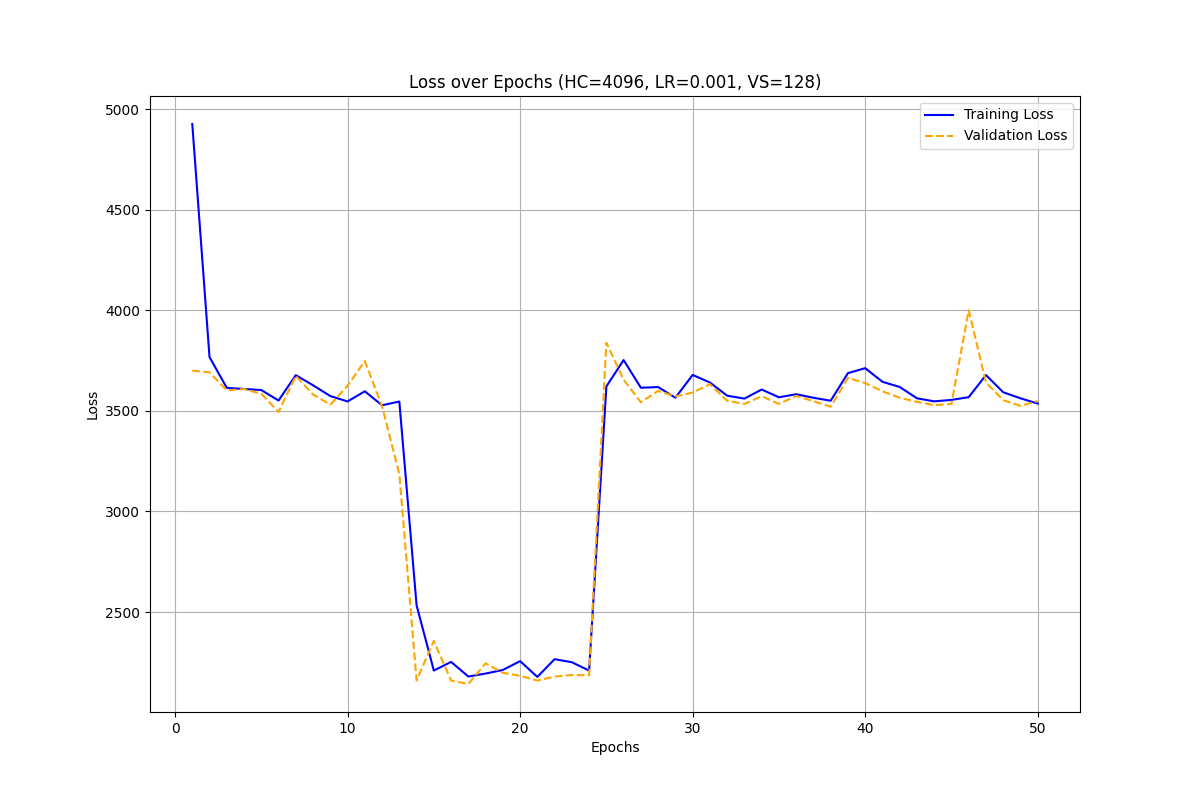 Loss over Epochs (HC=4096, LR=0.001, VS=128)
Training Loss
Validation Loss
5000
4500
4000
3500
3000
2500
Loss
0 10 20 30 40 50
Epochs